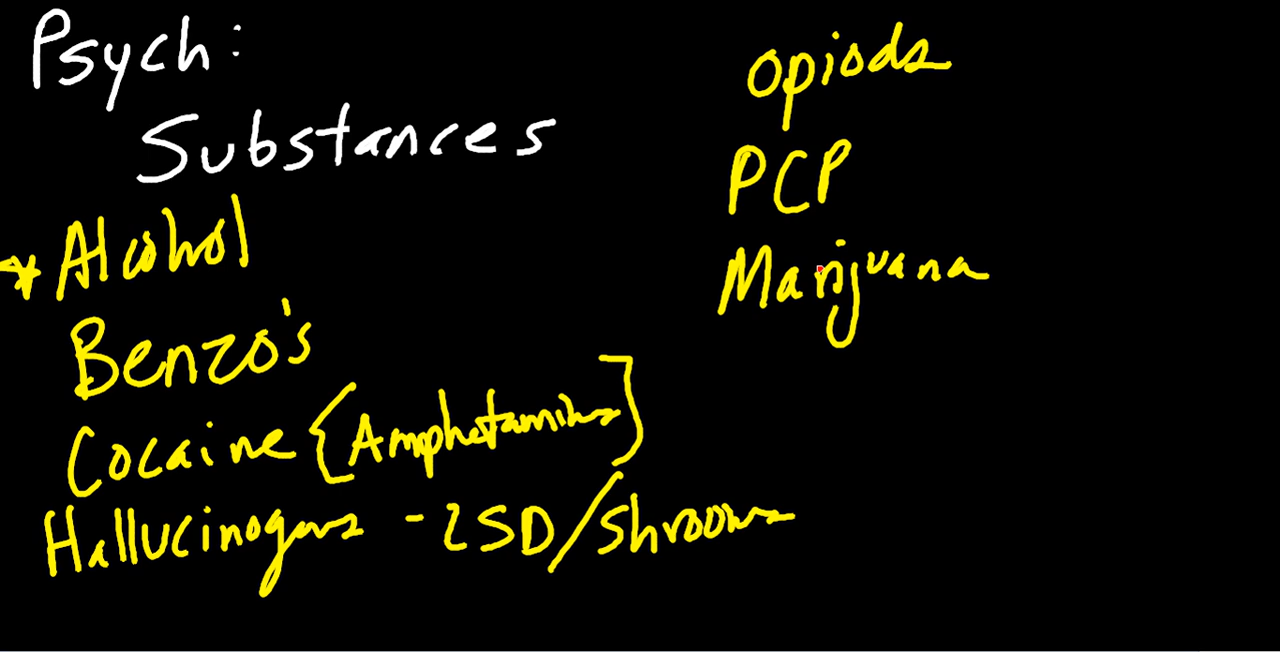 Psych:
Substances
* Alcohol
Benzo's
Cocaine {Amphetamines]
Hallucinogens - LSD/Shrooms
Opiods
PCP
Marijuana